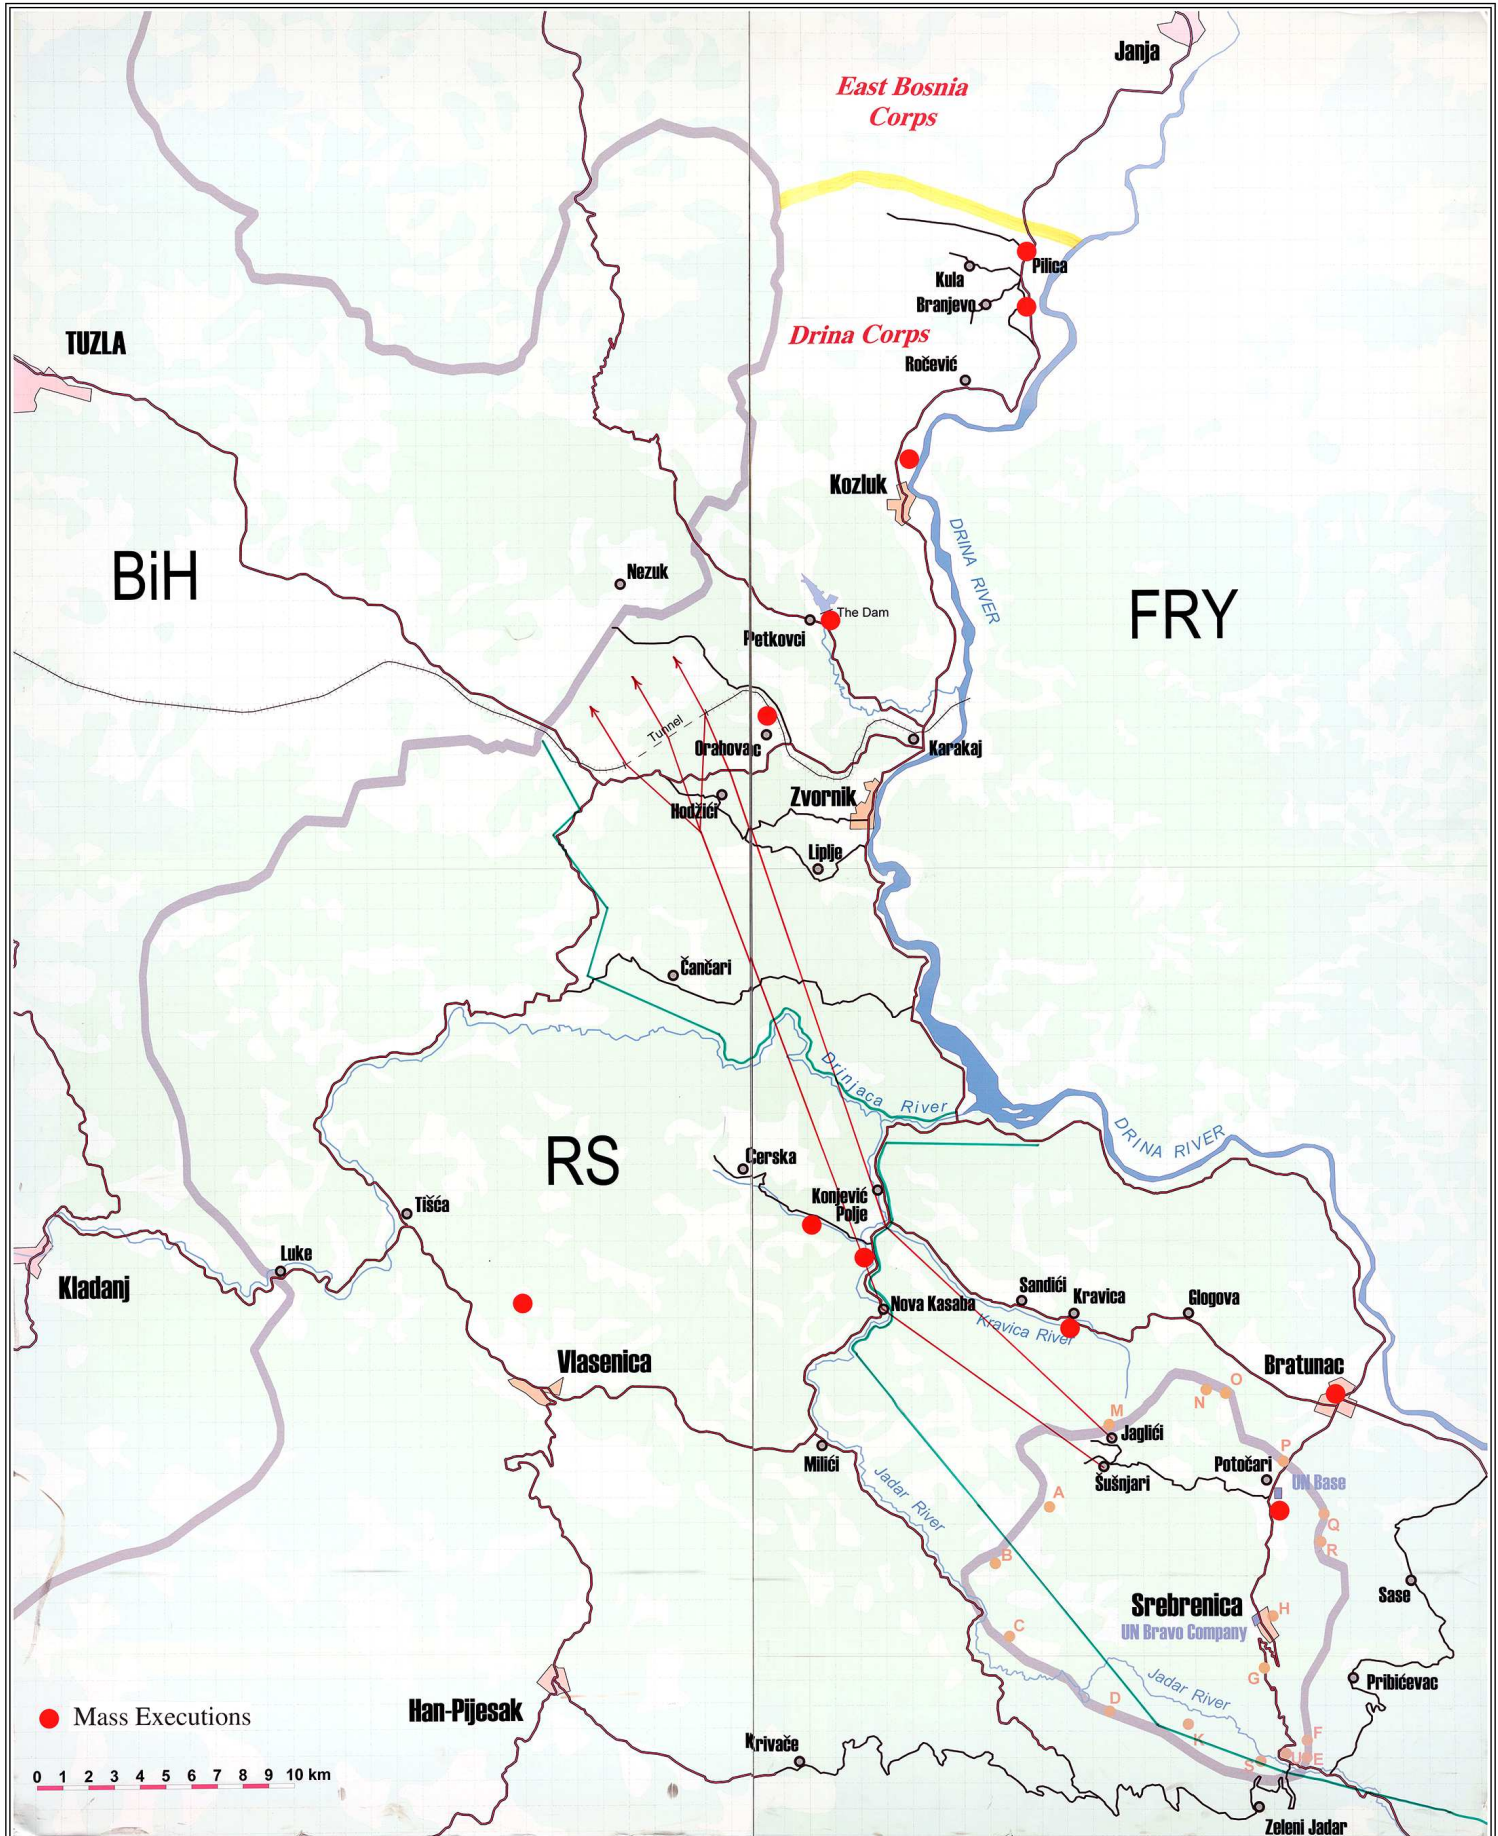 Janja
East Bosnia
Corps
Pilica
Kula
Branjevo
Drina Corps
TUZLA
Ročević
Kozluk
DRINA RIVER
BiH
Nezuk
FRY
The Dam
Petkovci
Tunnel
Orahovac
Karakaj
Hodžići
Zvornik
Liplje
Čančari
Drinjaca River
DRINA RIVER
RS
Cerska
Konjević
Polje
Tišća
Luke
Kladanj
Nova Kasaba
Sandići
Kravica
Glogova
Kravica River
Vlasenica
Bratunac
N
O
M
Jaglići
P
Potočari
UN Base
Milići
Šušnjari
A
Jadar River
Q
R
B
Sase
Srebrenica
H
UN Bravo Company
C
G
Jadar River
Pribićevac
D
K
F
S
U
E
Han-Pijesak
Krivače
Zeleni Jadar
Mass Executions
0 1 2 3 4 5 6 7 8 9 10 km